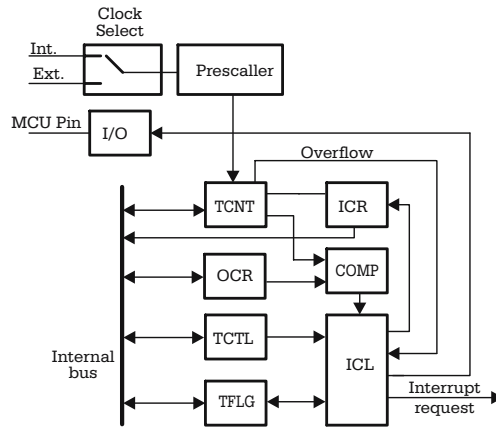 Clock
Select
Int.
Ext.
Prescaller
MCU Pin
I/O
Overflow
TCNT
ICR
OCR
COMP
TCTL
ICL
Internal
bus
TFLG
Interrupt
request